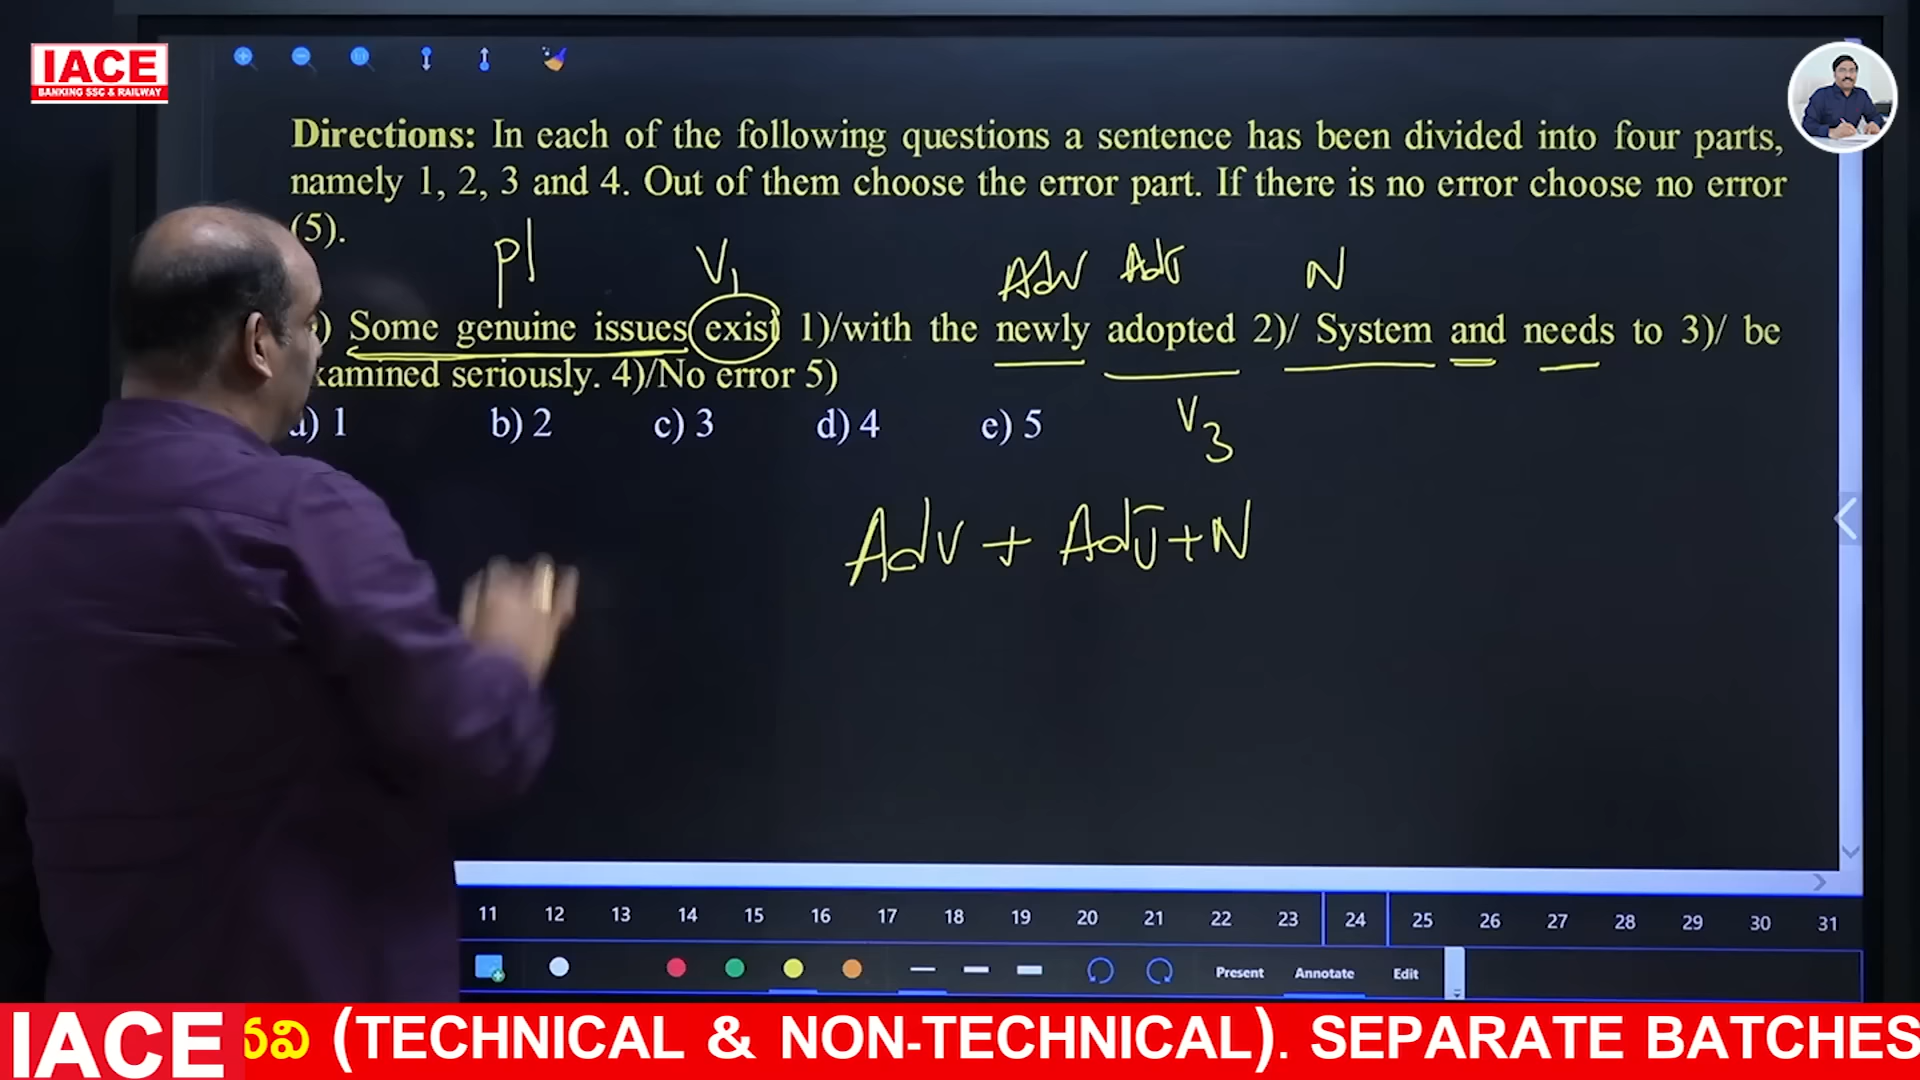 IACE
BANKING SSC & RAILWAY
Directions: In each of the following questions a sentence has been divided into four parts,
namely 1, 2, 3 and 4. Out of them choose the error part. If there is no error choose no error
(5).
pl V1 Adv Adj N
) Some genuine issues exist 1)/with the newly adopted 2)/ System and needs to 3)/ be
xamined seriously. 4)/No error 5)
a) 1 b) 2 c) 3 d) 4 e) 5
V3
Adv + Adj + N
11 12 13 14 15 16 17 18 19 20 21 22 23 24 25 26 27 28 29 30 31
Present Annotate Edit
IACE (TECHNICAL & NON-TECHNICAL). SEPARATE BATCHES